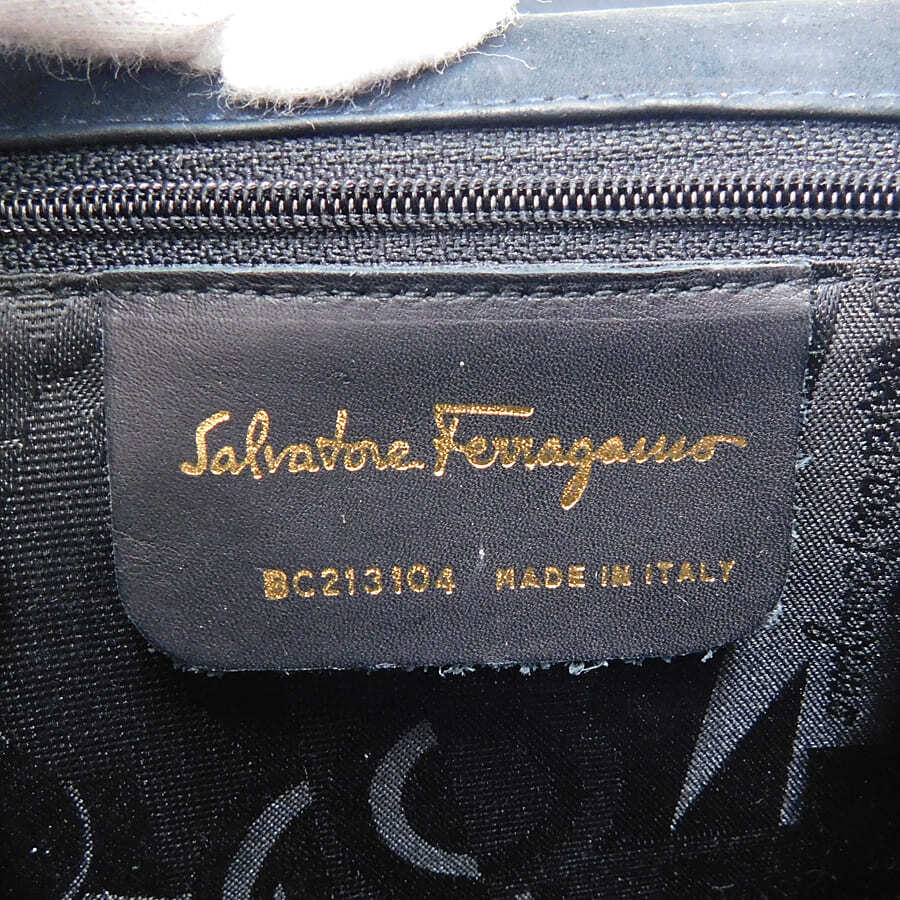 Salvatore Ferragamo
BC213104 MADE IN ITALY